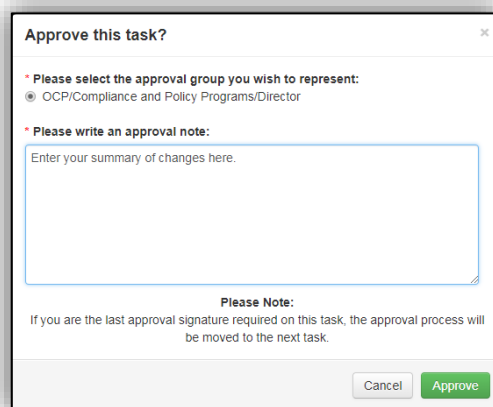 Approve this task?
×
* Please select the approval group you wish to represent:
OCP/Compliance and Policy Programs/Director
* Please write an approval note:
Enter your summary of changes here.
Please Note:
If you are the last approval signature required on this task, the approval process will
be moved to the next task.
Cancel Approve